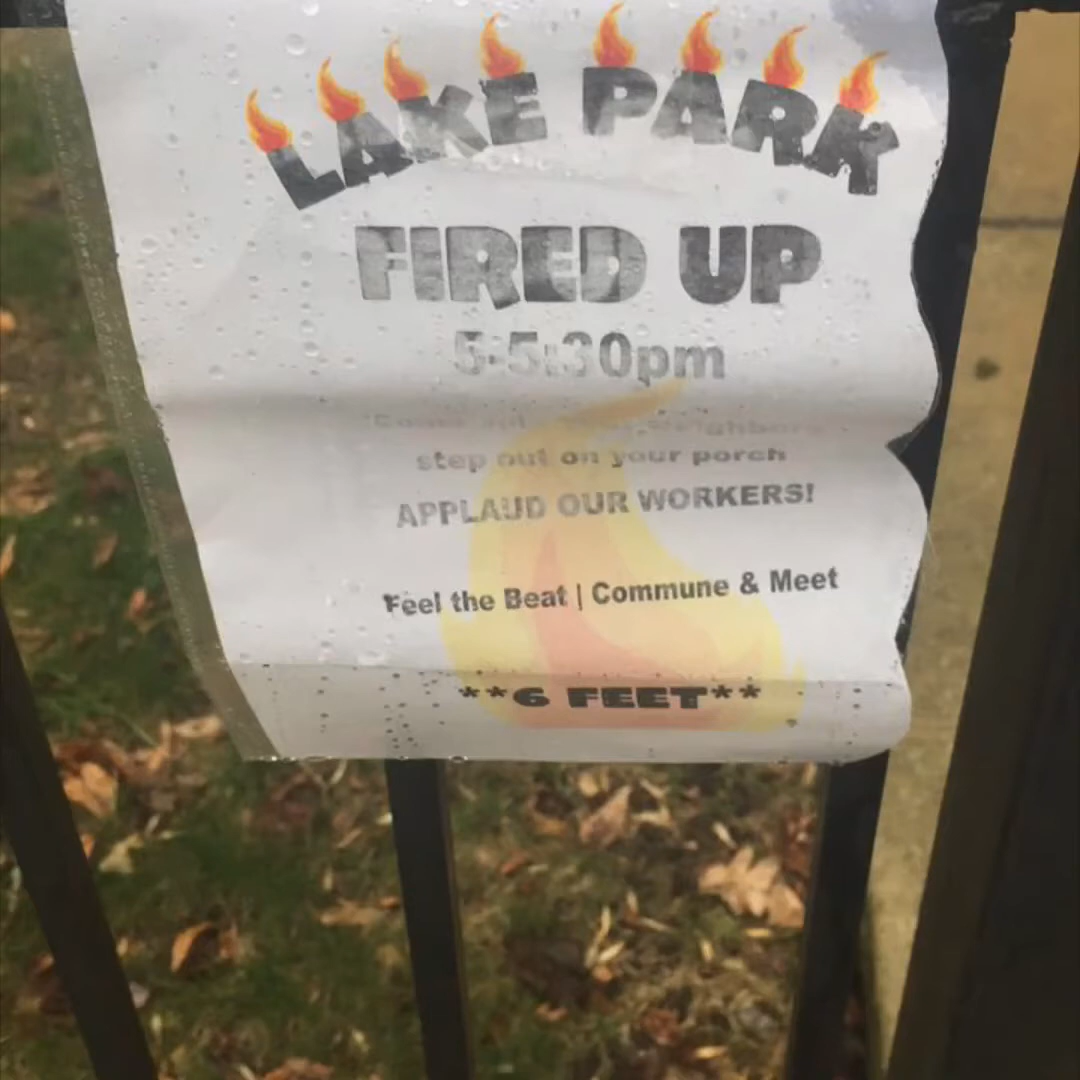 LAKE PARK
FIRED UP
5-5:30pm
step out on your porch
APPLAUD OUR WORKERS!
Feel the Beat | Commune & Meet
**6 FEET**